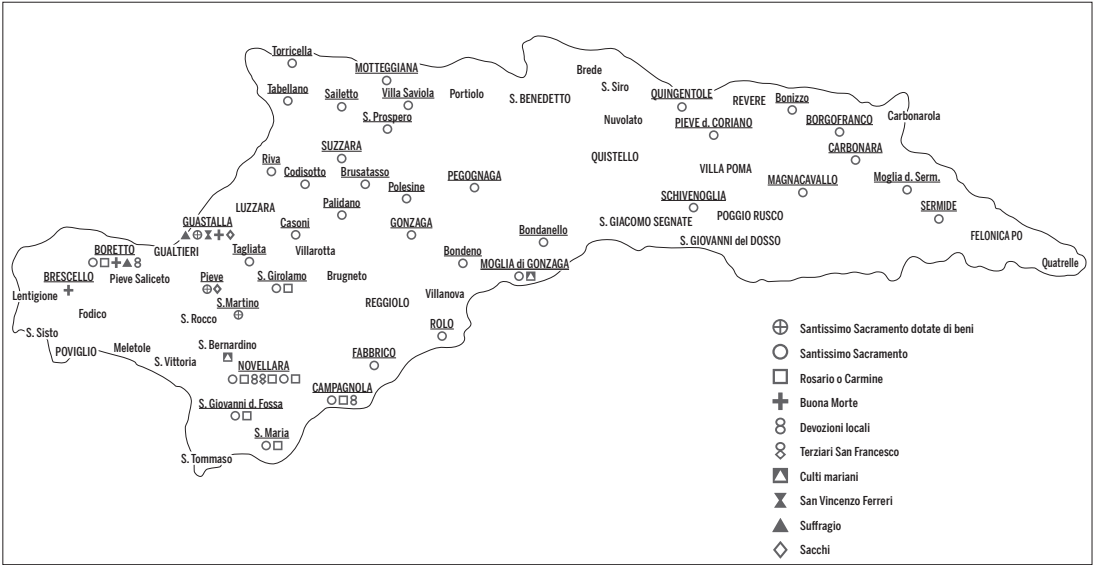 Torricella
MOTTEGGIANA
Brede
Tabellano
Sailetto
Villa Saviola
Portiolo
S. BENEDETTO
S. Siro
QUINGENTOLE
REVERE
Bonizzo
S. Prospero
Nuvolato
PIEVE d. CORIANO
BORGOFRANCO
Carbonarola
SUZZARA
QUISTELLO
CARBONARA
Riva
Codisotto
Brusatasso
PEGOGNAGA
VILLA POMA
MAGNACAVALLO
Moglia d. Serm.
Polesine
LUZZARA
Palidano
SCHIVENOGLIA
SERMIDE
GUASTALLA
Casoni
GONZAGA
S. GIACOMO SEGNATE
POGGIO RUSCO
BORETTO
GUALTIERI
Tagliata
Villarotta
Bondanello
S. GIOVANNI del DOSSO
FELONICA PO
BRESCELLO
Pieve Saliceto
Pieve
S. Girolamo
Brugneto
Bondeno
MOGLIA di GONZAGA
Quatrelle
Lentigione
Fodico
S. Rocco
S.Martino
REGGIOLO
Villanova
S. Sisto
POVIGLIO
Meletole
S. Vittoria
S. Bernardino
ROLO
NOVELLARA
FABBRICO
CAMPAGNOLA
S. Giovanni d. Fossa
S. Maria
S. Tommaso
Santissimo Sacramento dotate di beni
Santissimo Sacramento
Rosario o Carmine
Buona Morte
Devozioni locali
Terziari San Francesco
Culti mariani
San Vincenzo Ferreri
Suffragio
Sacchi